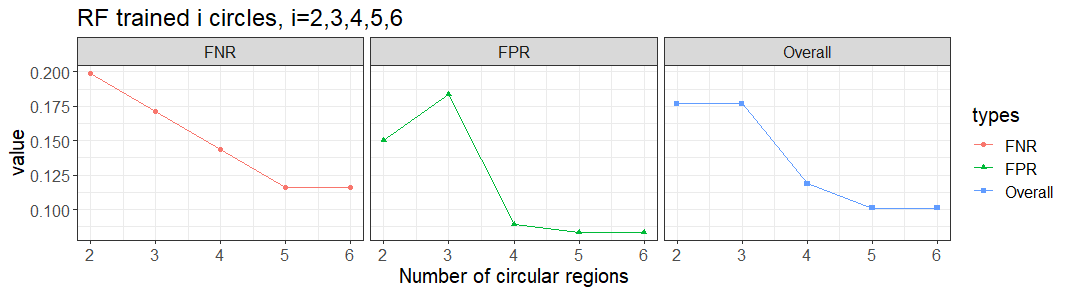 RF trained i circles, i=2,3,4,5,6
FNR FPR Overall
0.200
0.175
0.150
0.125
0.100
value
2 3 4 5 6 2 3 4 5 6 2 3 4 5 6
Number of circular regions
types
FNR
FPR
Overall